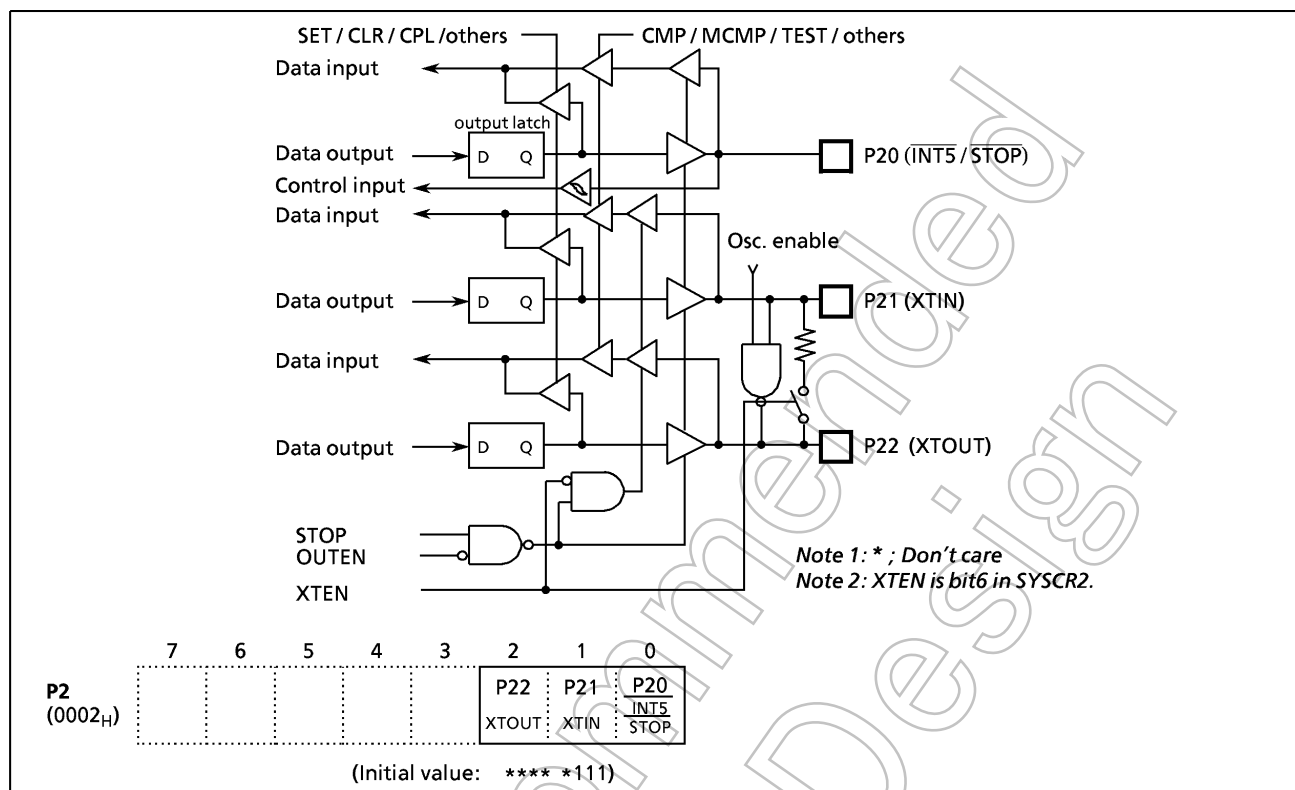 SET / CLR / CPL /others
CMP / MCMP / TEST / others
Data input
output latch
Data output
D Q
P20 (INT5 / STOP)
Control input
Data input
Osc. enable
Data output
D Q
P21 (XTIN)
Data input
Data output
D Q
P22 (XTOUT)
STOP
OUTEN
XTEN
Note 1: * ; Don't care
Note 2: XTEN is bit6 in SYSCR2.
7 6 5 4 3 2 1 0
P2
(0002H)
P22 P21 P20
XTOUT XTIN INT5
STOP
(Initial value: **** *111)
ommended
Design